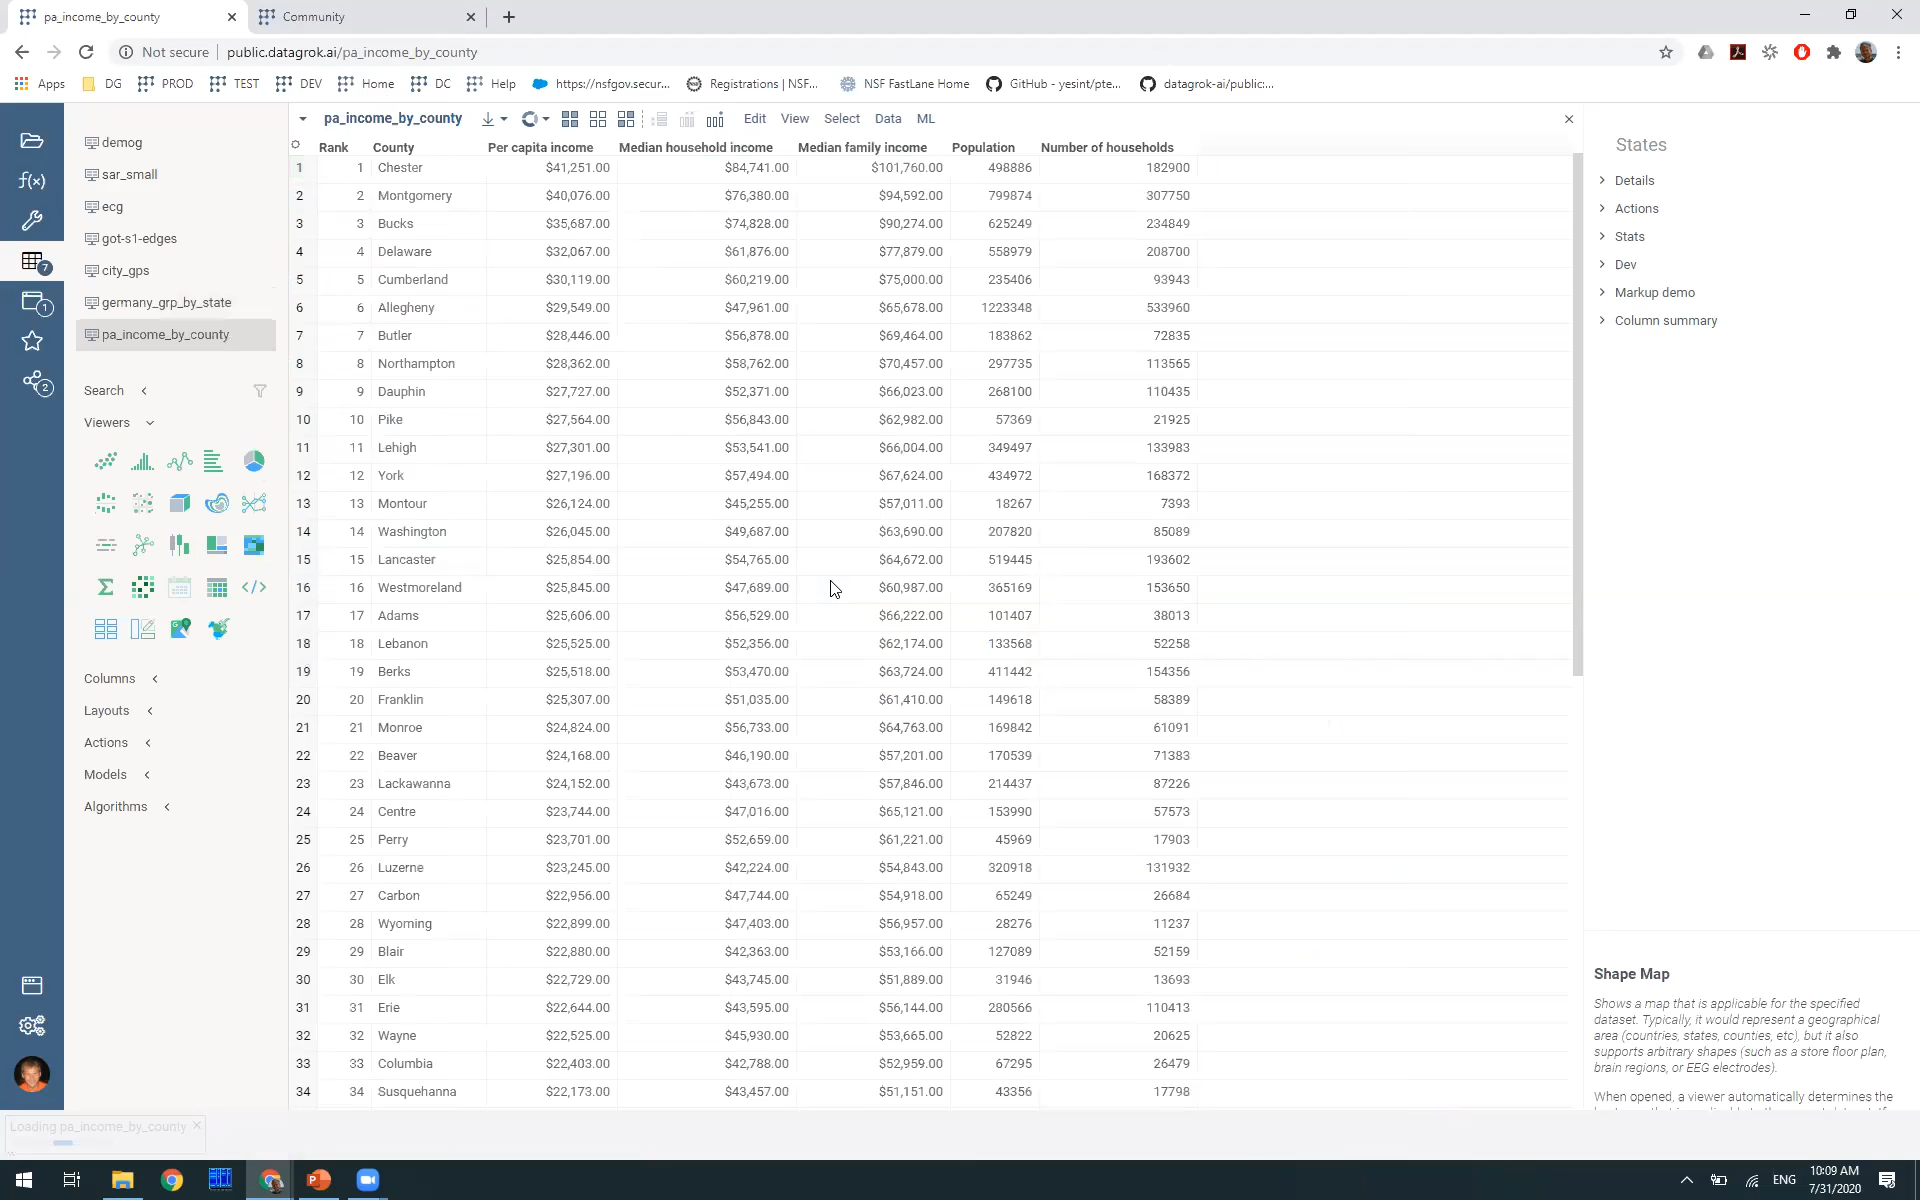 pa_income_by_county
Community
Not secure
public.datagrok.ai/pa_income_by_county
Apps DG PROD TEST DEV Home DC Help https://nsfgov.secur... Registrations | NSF... NSF FastLane Home GitHub - yesint/pte... datagrok-ai/public:...
demog
sar_small
ecg
got-s1-edges
city_gps
germany_grp_by_state
pa_income_by_county
7
1
2
Search
Viewers
Columns
Layouts
Actions
Models
Algorithms
pa_income_by_county Edit View Select Data ML
Rank County Per capita income Median household income Median family income Population Number of households
1 1 Chester $41,251.00 $84,741.00 $101,760.00 498886 182900
2 2 Montgomery $40,076.00 $76,380.00 $94,592.00 799874 307750
3 3 Bucks $35,687.00 $74,828.00 $90,274.00 625249 234849
4 4 Delaware $32,067.00 $61,876.00 $77,879.00 558979 208700
5 5 Cumberland $30,119.00 $60,219.00 $75,000.00 235406 93943
6 6 Allegheny $29,549.00 $47,961.00 $65,678.00 1223348 533960
7 7 Butler $28,446.00 $56,878.00 $69,464.00 183862 72835
8 8 Northampton $28,362.00 $58,762.00 $70,457.00 297735 113565
9 9 Dauphin $27,727.00 $52,371.00 $66,023.00 268100 110435
10 10 Pike $27,564.00 $56,843.00 $62,982.00 57369 21925
11 11 Lehigh $27,301.00 $53,541.00 $66,004.00 349497 133983
12 12 York $27,196.00 $57,494.00 $67,624.00 434972 168372
13 13 Montour $26,124.00 $45,255.00 $57,011.00 18267 7393
14 14 Washington $26,045.00 $49,687.00 $63,690.00 207820 85089
15 15 Lancaster $25,854.00 $54,765.00 $64,672.00 519445 193602
16 16 Westmoreland $25,845.00 $47,689.00 $60,987.00 365169 153650
17 17 Adams $25,606.00 $56,529.00 $66,222.00 101407 38013
18 18 Lebanon $25,525.00 $52,356.00 $62,174.00 133568 52258
19 19 Berks $25,518.00 $53,470.00 $63,724.00 411442 154356
20 20 Franklin $25,307.00 $51,035.00 $61,410.00 149618 58389
21 21 Monroe $24,824.00 $56,733.00 $64,763.00 169842 61091
22 22 Beaver $24,168.00 $46,190.00 $57,201.00 170539 71383
23 23 Lackawanna $24,152.00 $43,673.00 $57,846.00 214437 87226
24 24 Centre $23,744.00 $47,016.00 $65,121.00 153990 57573
25 25 Perry $23,701.00 $52,659.00 $61,221.00 45969 17903
26 26 Luzerne $23,245.00 $42,224.00 $54,843.00 320918 131932
27 27 Carbon $22,956.00 $47,744.00 $54,918.00 65249 26684
28 28 Wyoming $22,899.00 $47,403.00 $56,957.00 28276 11237
29 29 Blair $22,880.00 $42,363.00 $53,166.00 127089 52159
30 30 Elk $22,729.00 $43,745.00 $51,889.00 31946 13693
31 31 Erie $22,644.00 $43,595.00 $56,144.00 280566 110413
32 32 Wayne $22,525.00 $45,930.00 $53,665.00 52822 20625
33 33 Columbia $22,403.00 $42,788.00 $52,959.00 67295 26479
34 34 Susquehanna $22,173.00 $43,457.00 $51,151.00 43356 17798
States
Details
Actions
Stats
Dev
Markup demo
Column summary
Shape Map
Shows a map that is applicable for the specified
dataset. Typically, it would represent a geographical
area (countries, states, counties, etc), but it also
supports arbitrary shapes (such as a store floor plan,
brain regions, or EEG electrodes).
When opened, a viewer automatically determines the
Loading pa_income_by_county
ENG
10:09 AM
7/31/2020